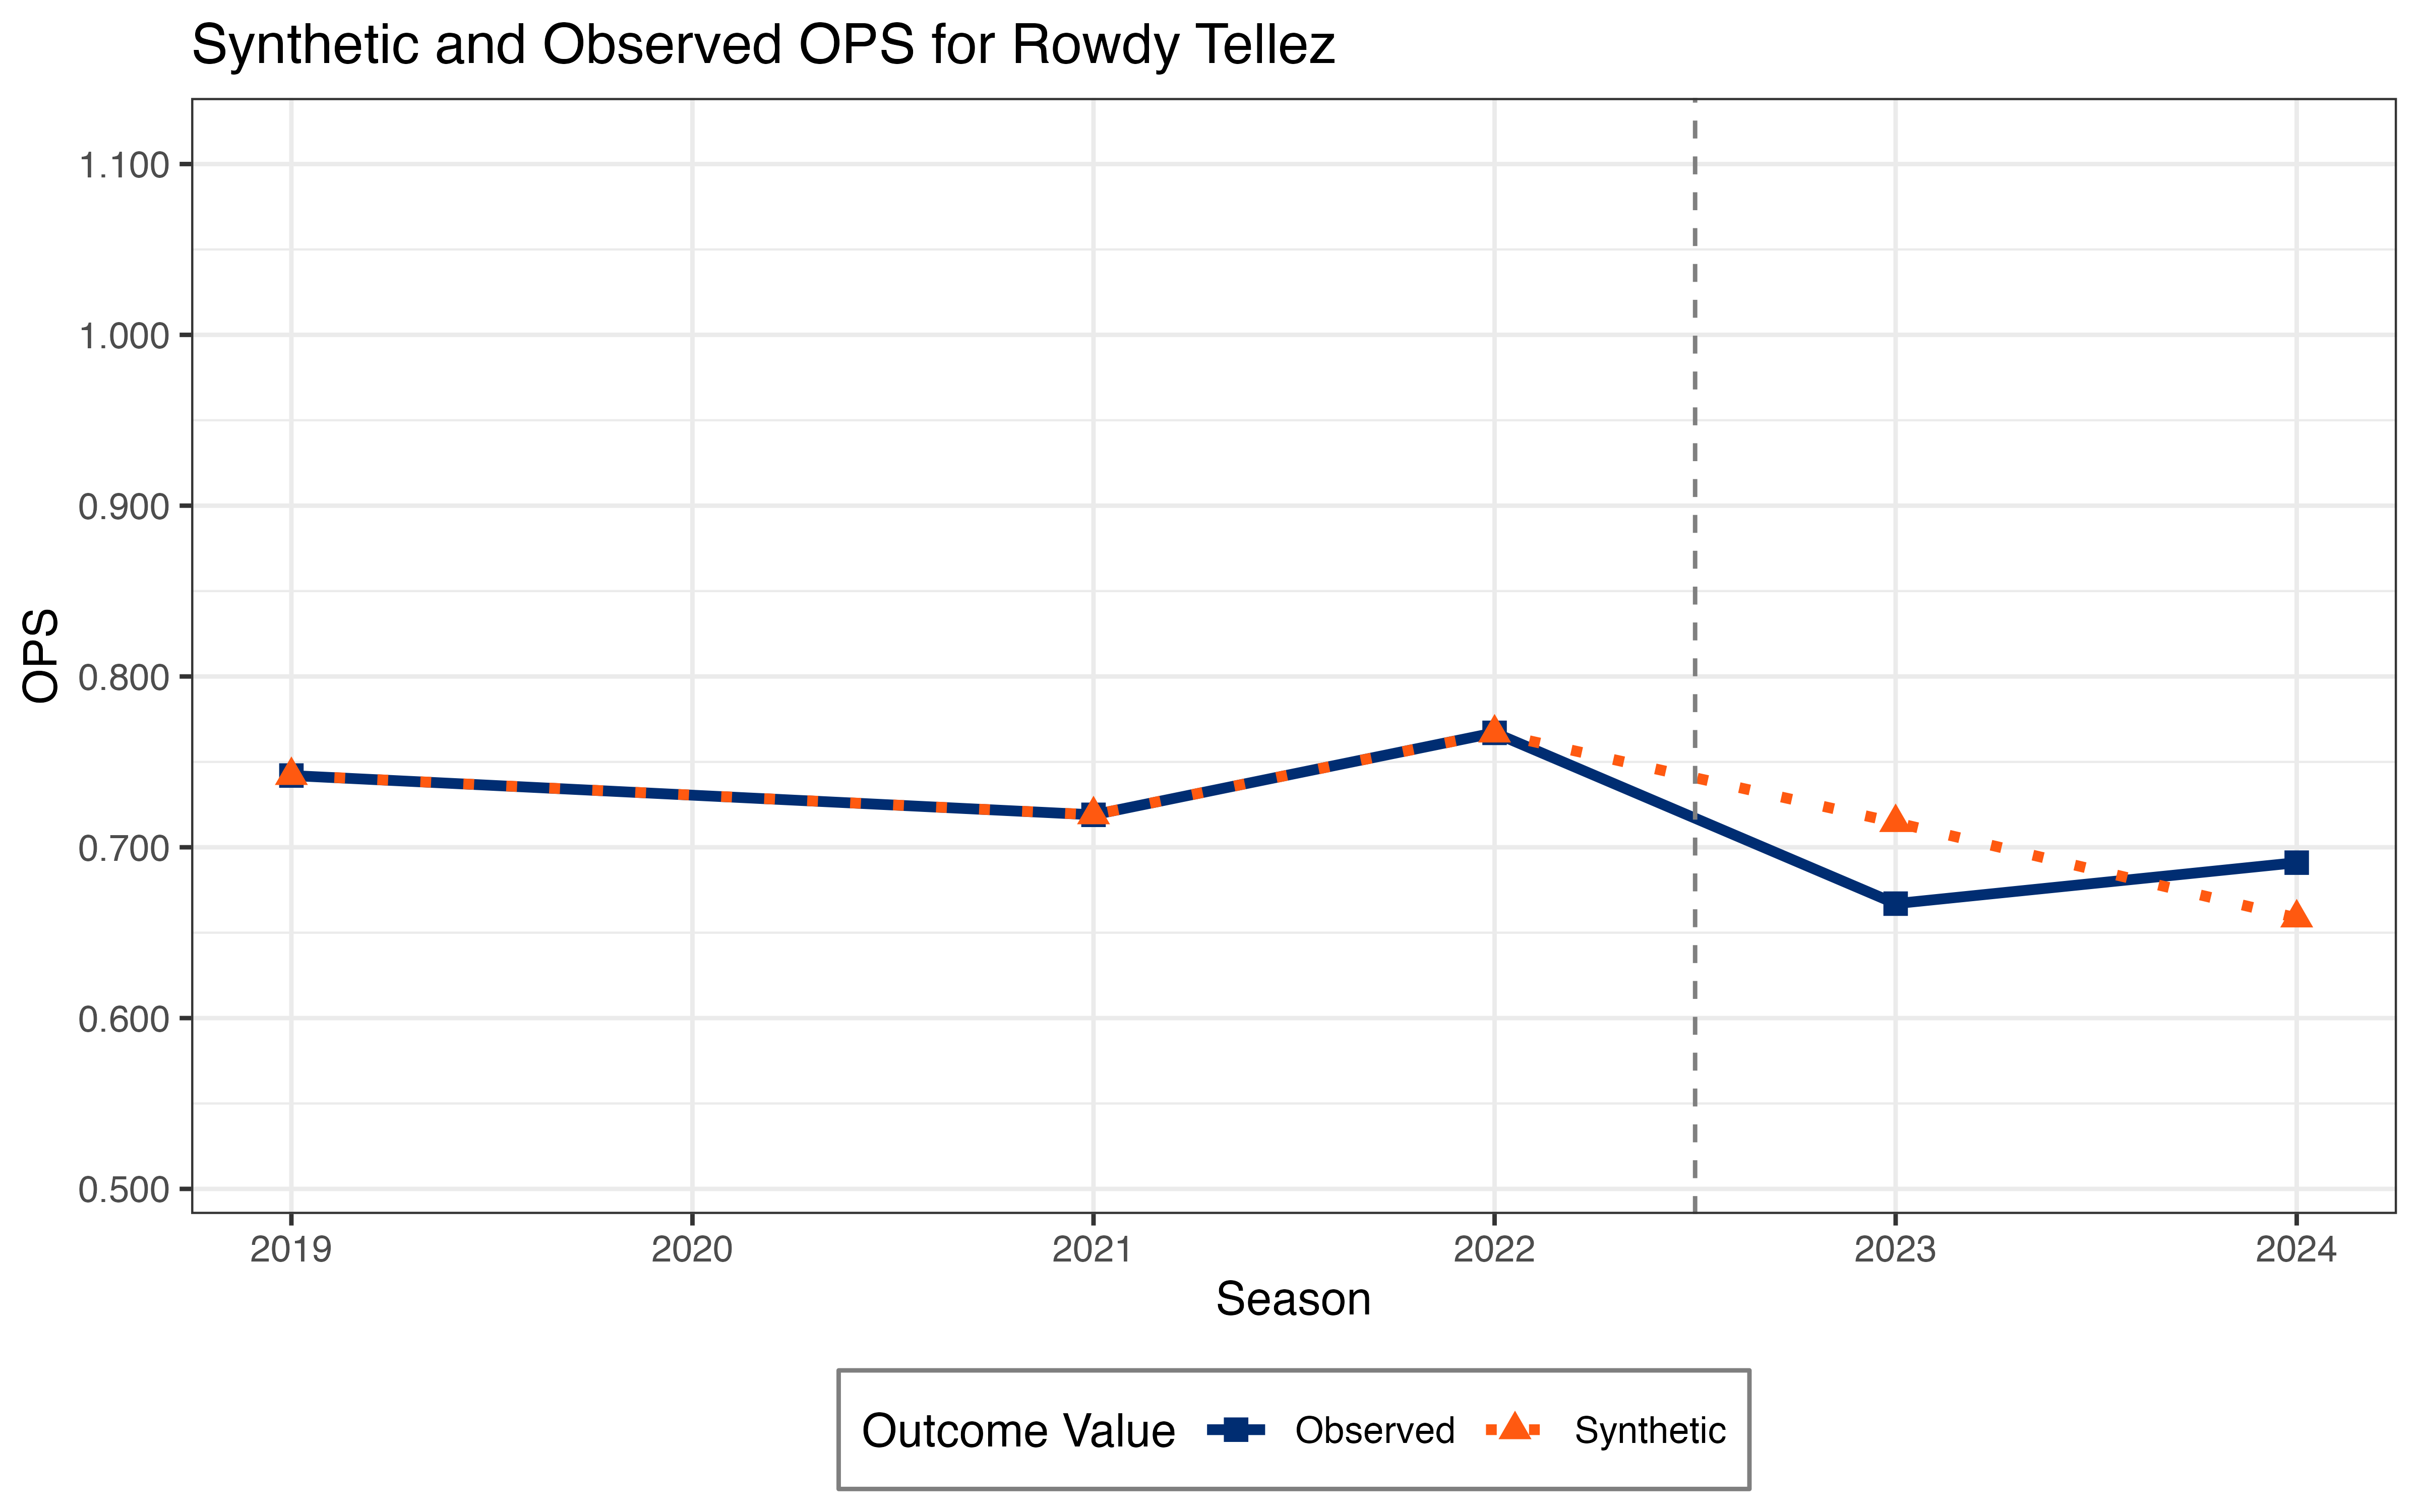 Synthetic and Observed OPS for Rowdy Tellez
1.100
1.000
0.900
0.800
0.700
0.600
0.500
OPS
2019 2020 2021 2022 2023 2024
Season
Outcome Value Observed Synthetic